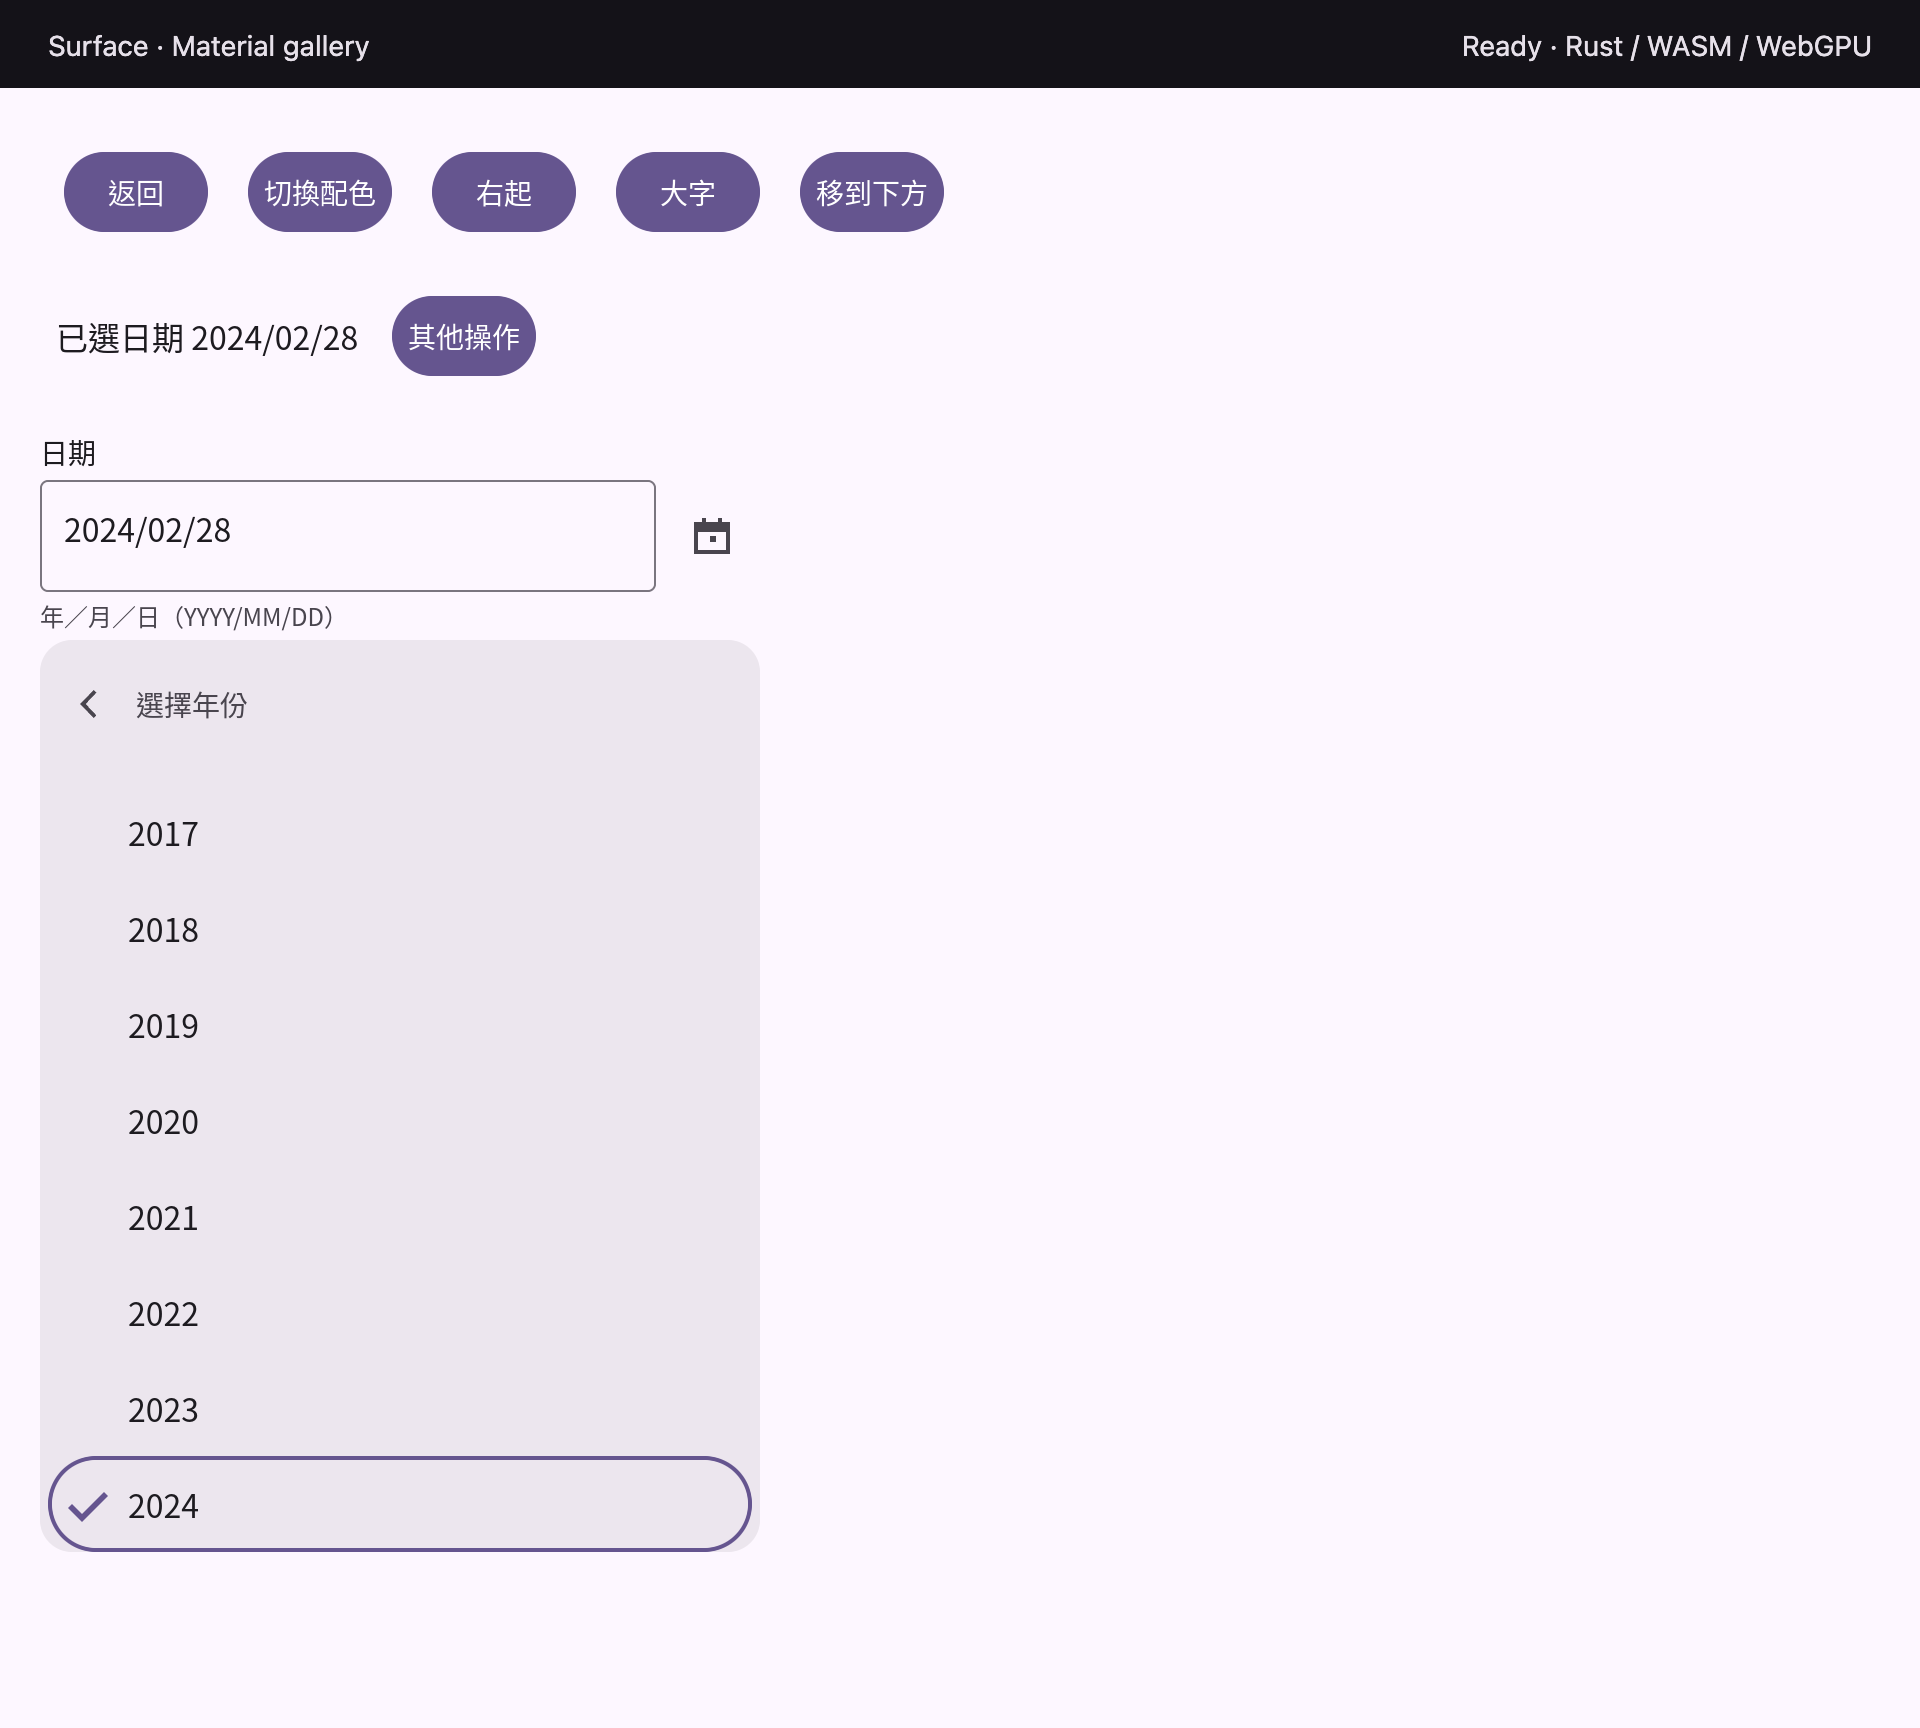 Surface · Material gallery
Ready · Rust / WASM / WebGPU
返回
切換配色
右起
大字
移到下方
已選日期 2024/02/28
其他操作
日期
2024/02/28
年／月／日（YYYY/MM/DD）
選擇年份
2017
2018
2019
2020
2021
2022
2023
2024